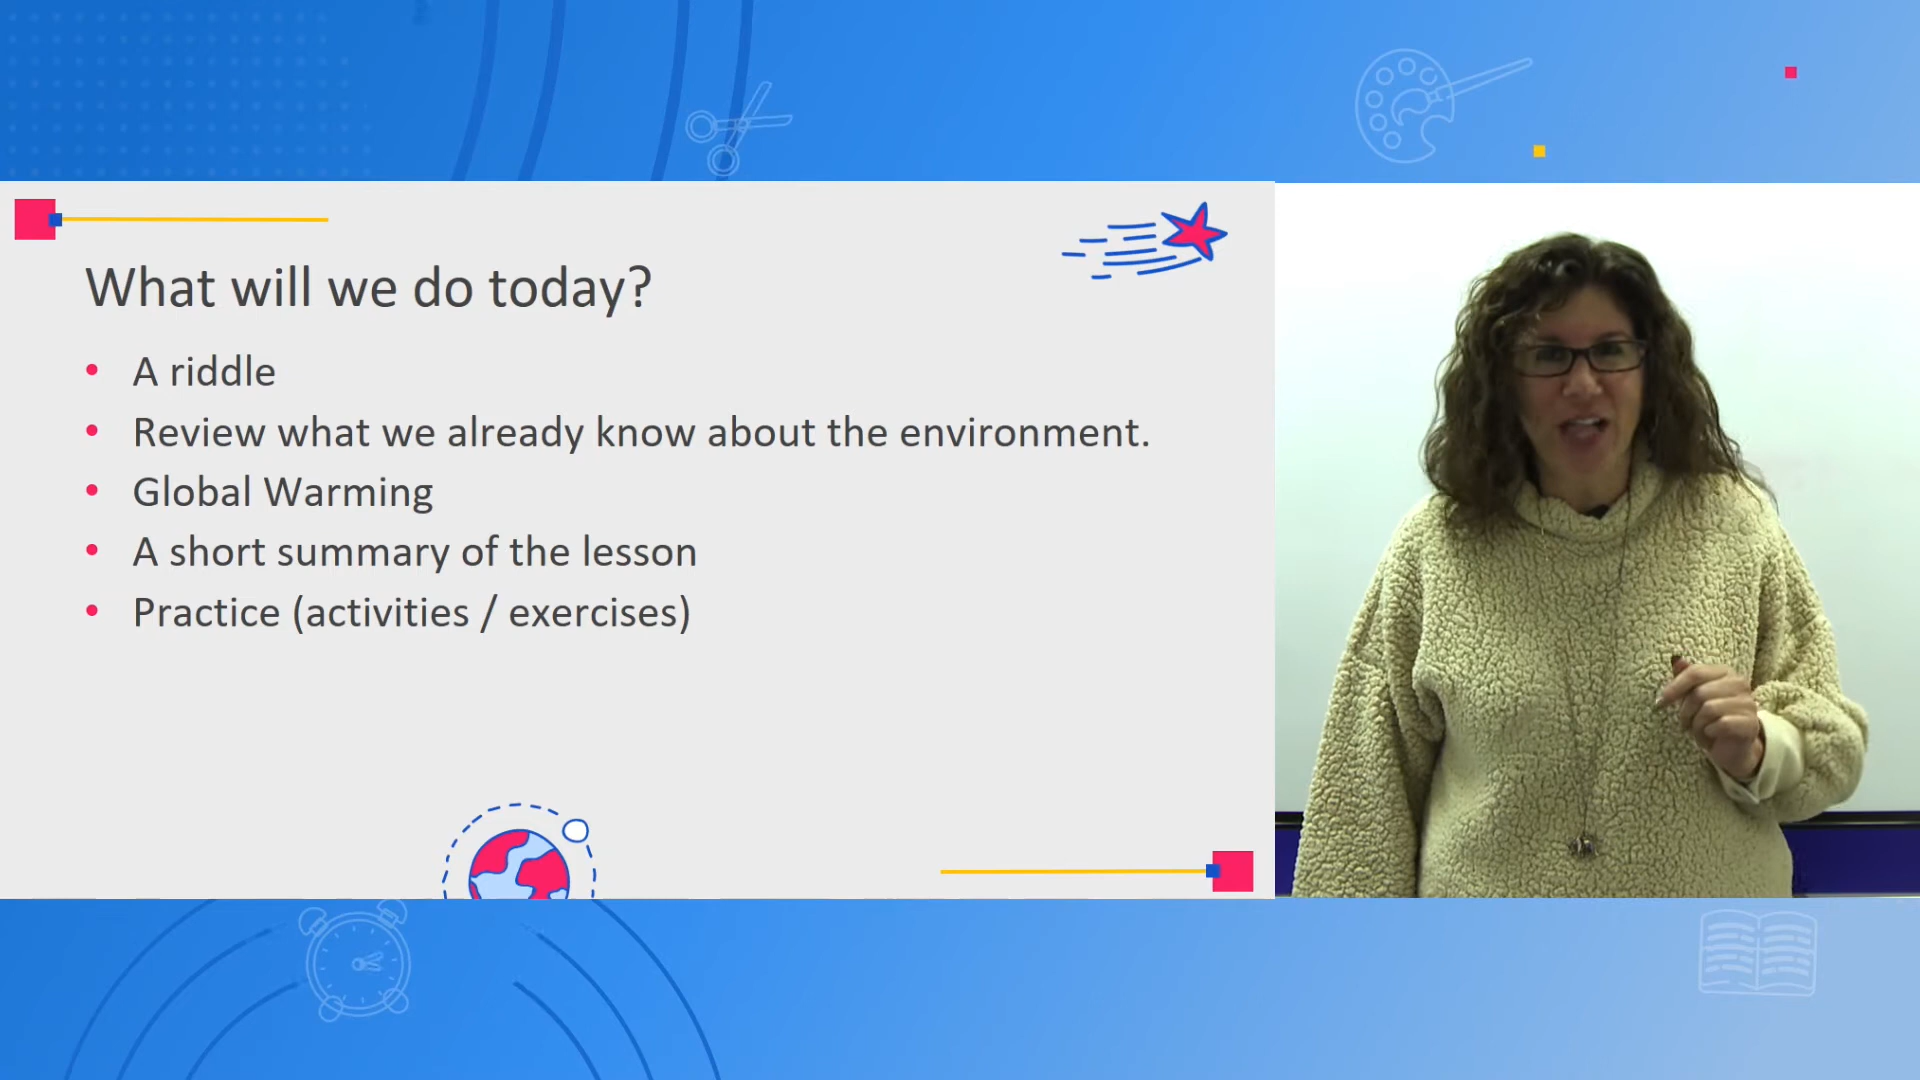 What will we do today?
• A riddle
• Review what we already know about the environment.
• Global Warming
• A short summary of the lesson
• Practice (activities / exercises)